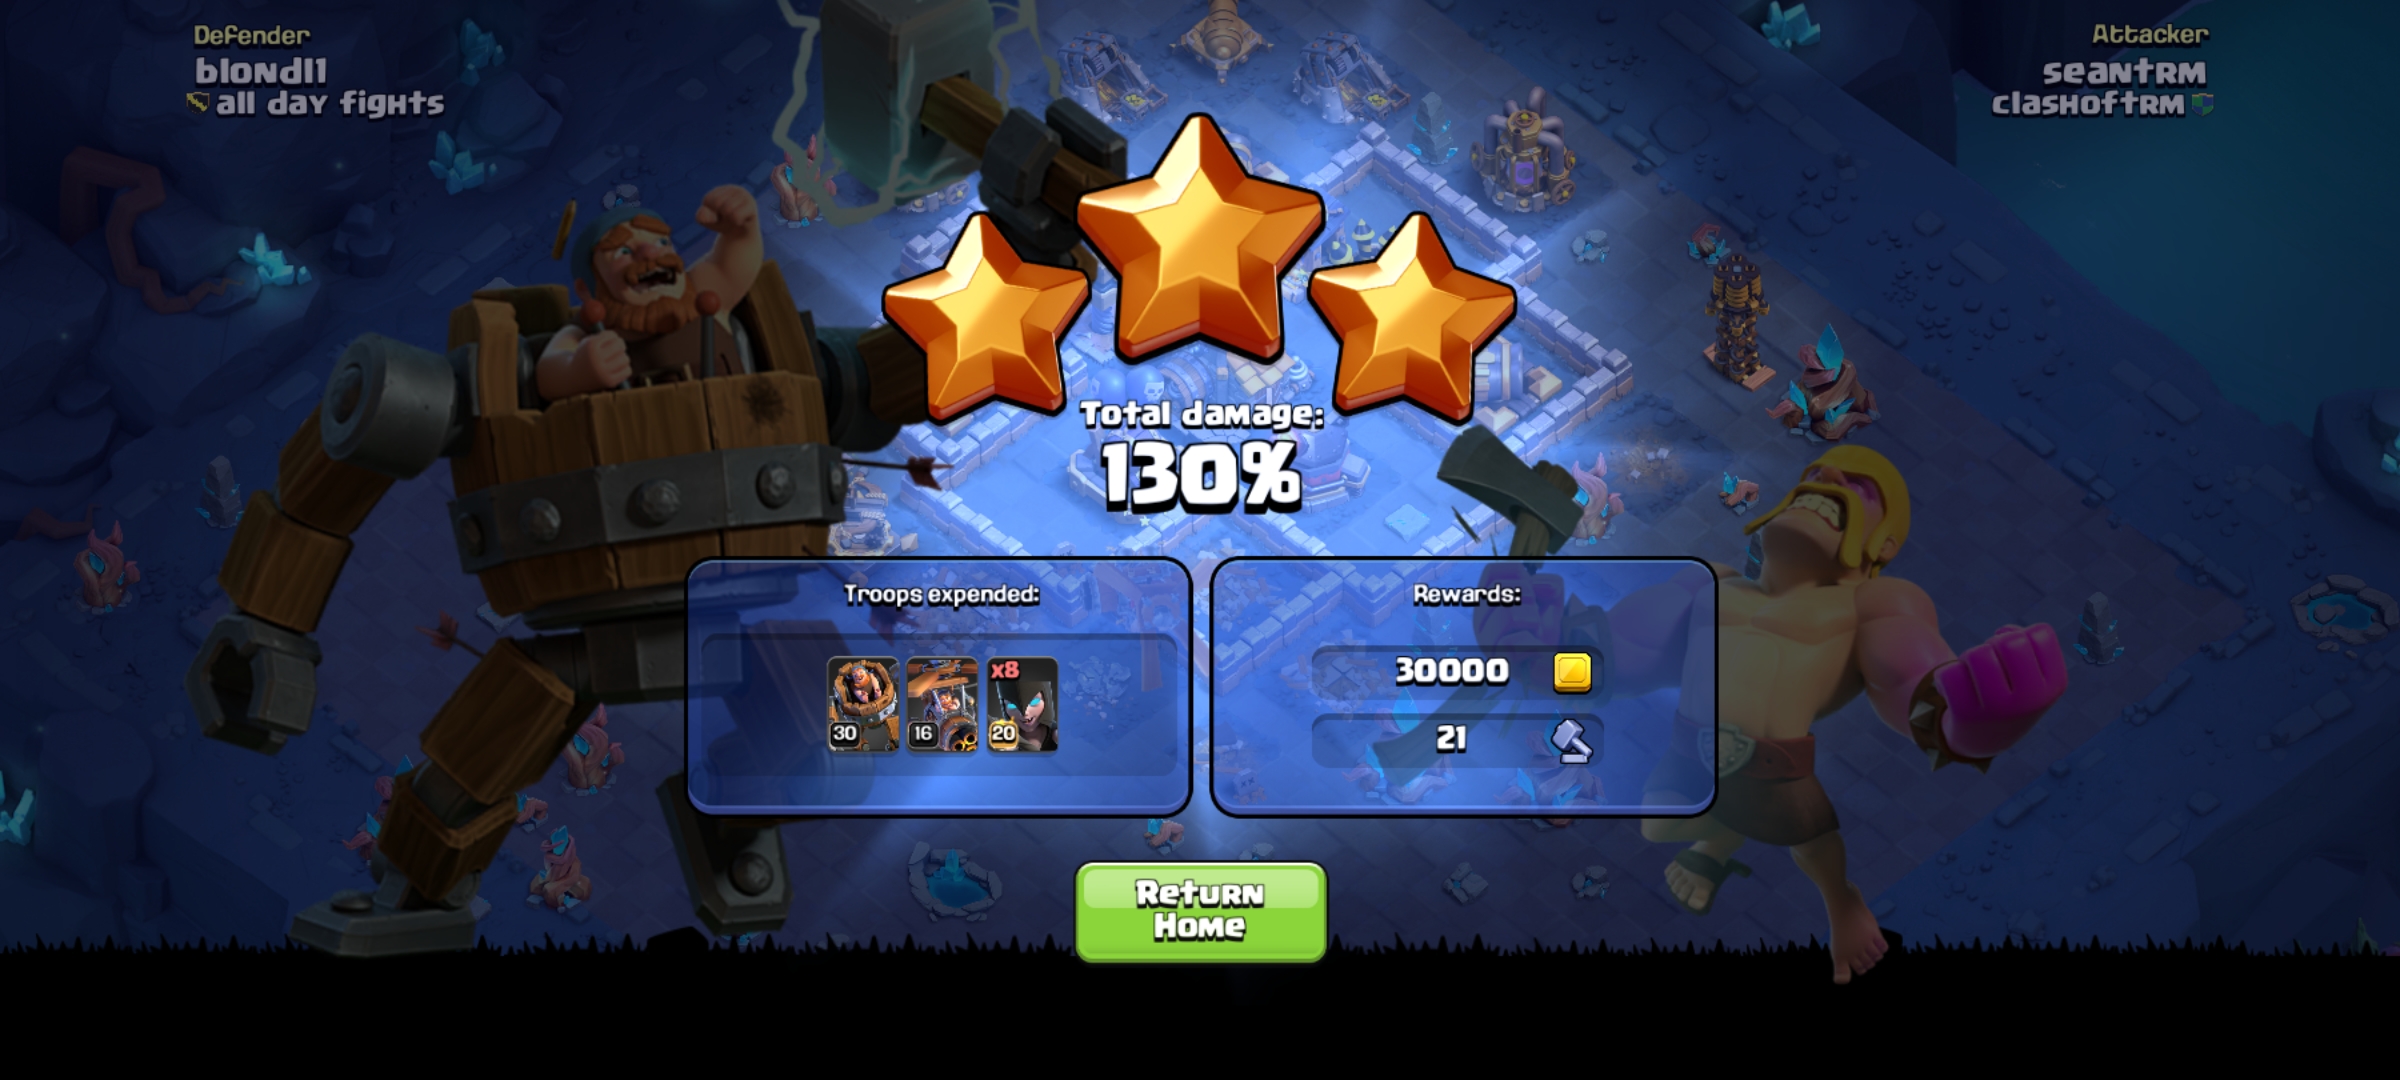 Defender
blondl1
all day fights
Attacker
seantrm
clashoftrm
Total damage:
130%
Troops expended:
30
16
x8
20
Rewards:
30000
21
Return
Home